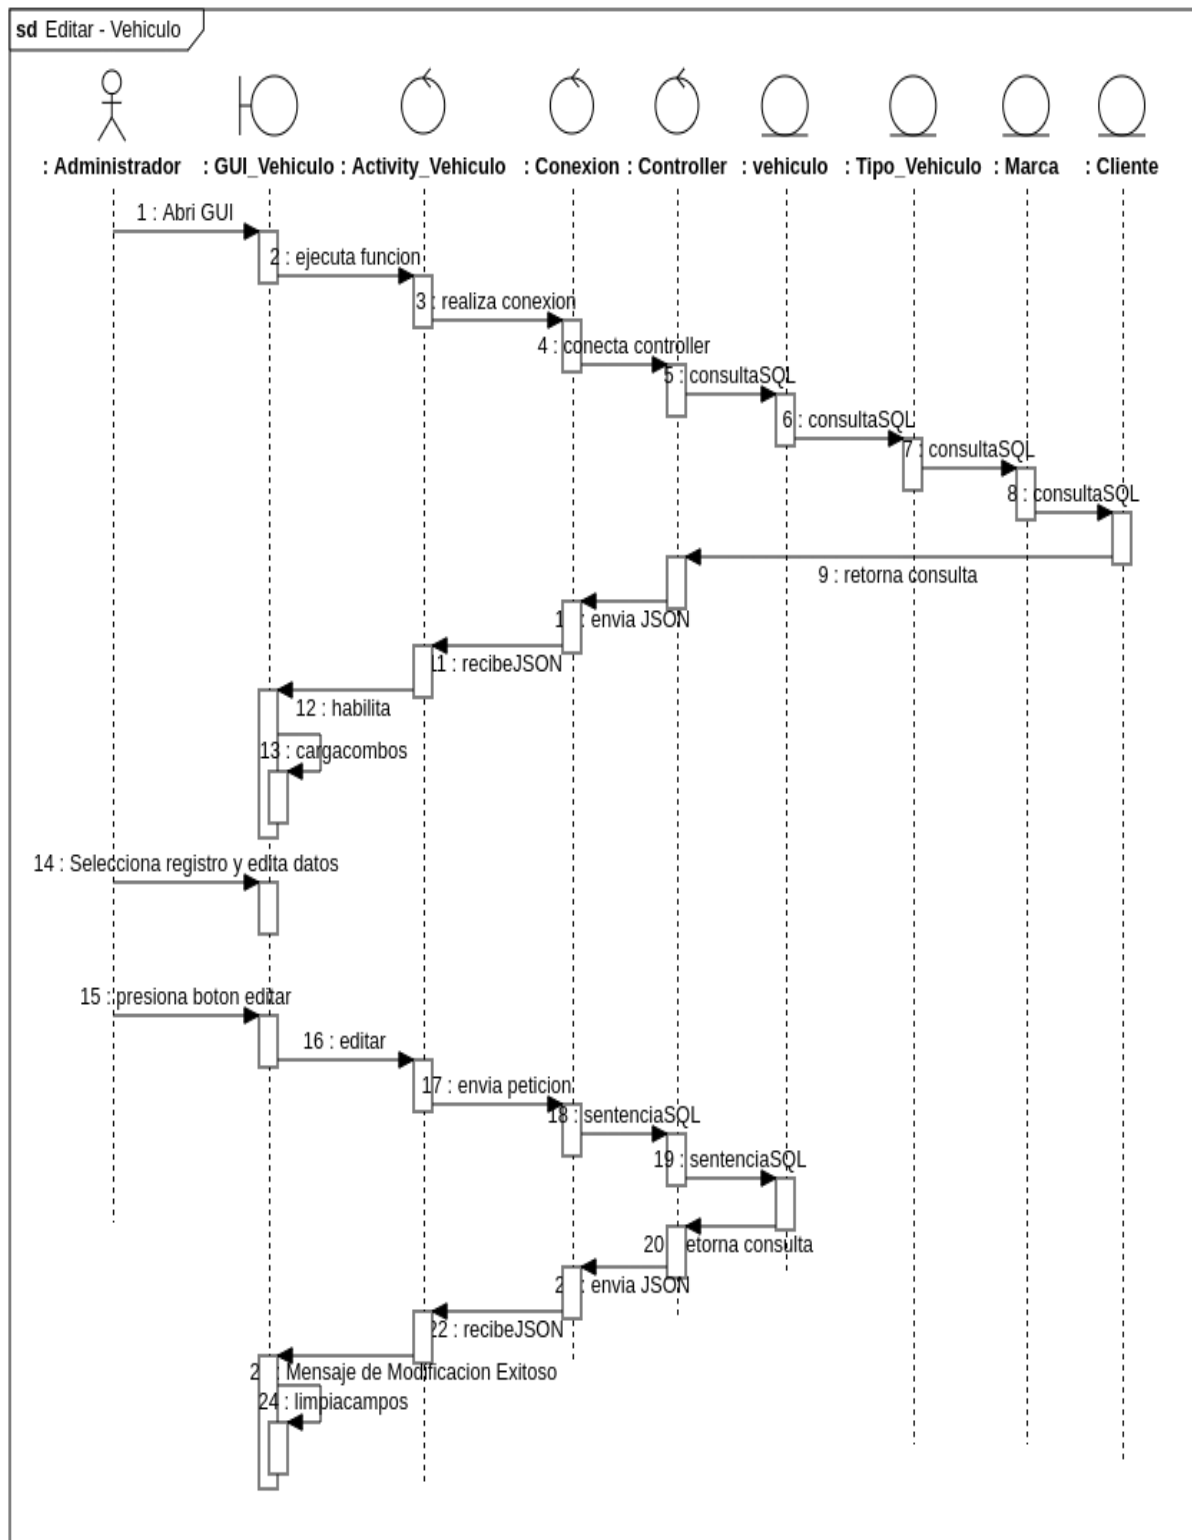 sd Editar - Vehiculo
: Administrador : GUI_Vehiculo : Activity_Vehiculo : Conexion : Controller : vehiculo : Tipo_Vehiculo : Marca : Cliente
1 : Abri GUI
2 : ejecuta funcion
3 : realiza conexion
4 : conecta controller
5 : consultaSQL
6 : consultaSQL
7 : consultaSQL
8 : consultaSQL
9 : retorna consulta
1 : envia JSON
11 : recibeJSON
12 : habilita
13 : cargacombos
14 : Selecciona registro y edita datos
15 : presiona boton editar
16 : editar
17 : envia peticion
18 : sentenciaSQL
19 : sentenciaSQL
20 etorna consulta
2 : envia JSON
22 : recibeJSON
2 : Mensaje de Modificacion Exitoso
24 : limpiacampos